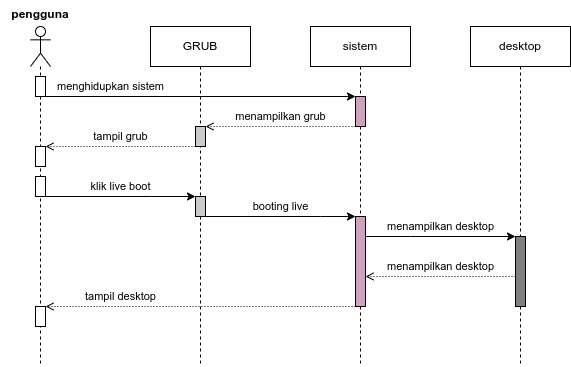 pengguna
GRUB
sistem
desktop
menghidupkan sistem
menampilkan grub
tampil grub
klik live boot
booting live
menampilkan desktop
menampilkan desktop
tampil desktop